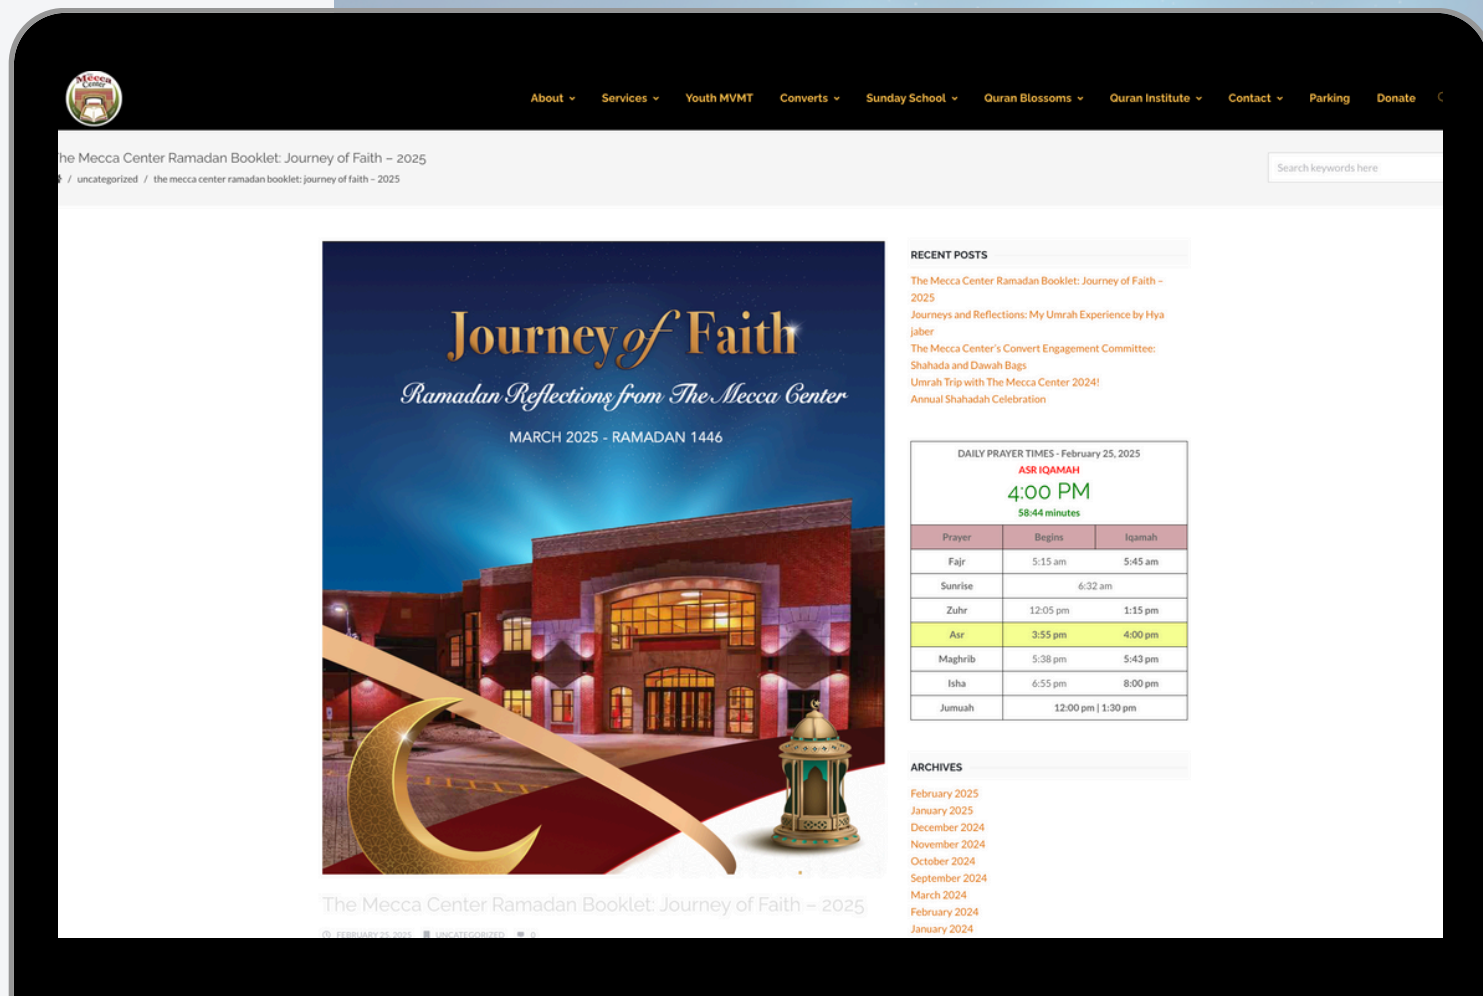 Mecca
Center
About
Services
Youth MVMT
Converts
Sunday School
Quran Blossoms
Quran Institute
Contact
Parking
Donate
The Mecca Center Ramadan Booklet: Journey of Faith – 2025
/ uncategorized / the mecca center ramadan booklet: journey of faith – 2025
Search keywords here
Journey of Faith
Ramadan Reflections from The Mecca Center
MARCH 2025 - RAMADAN 1446
The Mecca Center Ramadan Booklet: Journey of Faith – 2025
FEBRUARY 25, 2025 UNCATEGORIZED 0
RECENT POSTS
The Mecca Center Ramadan Booklet: Journey of Faith –
2025
Journeys and Reflections: My Umrah Experience by Hya
jaber
The Mecca Center's Convert Engagement Committee:
Shahada and Dawah Bags
Umrah Trip with The Mecca Center 2024!
Annual Shahadah Celebration
DAILY PRAYER TIMES - February 25, 2025
ASR IQAMAH
4:00 PM
58:44 minutes
Prayer Begins Iqamah
Fajr 5:15 am 5:45 am
Sunrise 6:32 am
Zuhr 12:05 pm 1:15 pm
Asr 3:55 pm 4:00 pm
Maghrib 5:38 pm 5:43 pm
Isha 6:55 pm 8:00 pm
Jumuah 12:00 pm | 1:30 pm
ARCHIVES
February 2025
January 2025
December 2024
November 2024
October 2024
September 2024
March 2024
February 2024
January 2024